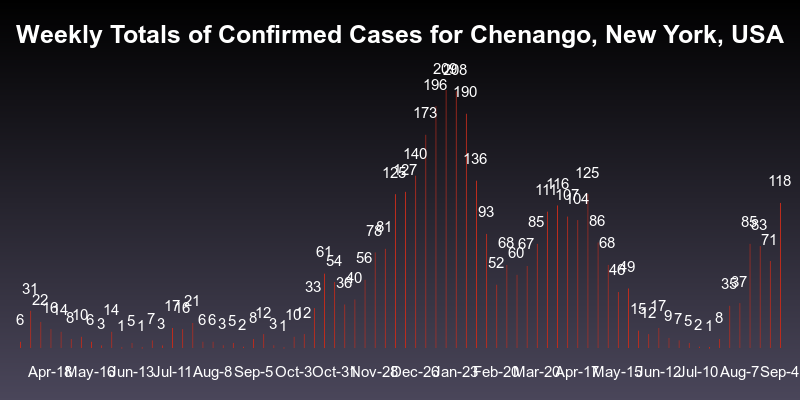 Weekly Totals of Confirmed Cases for Chenango, New York, USA
6 31 22 16 14 8 10 6 3 14 1 5 1 7 3 17 16 21 6 6 3 5 2 8 12 3 1 10 12 33 61 54 36 40 56 78 81 125 127 140 173 196 209 208 190 136 93 52 68 60 67 85 111 116 107 104 125 86 68 46 49 15 12 17 9 7 5 2 1 8 35 37 85 83 71 118
Apr-18 May-16 Jun-13 Jul-11 Aug-8 Sep-5 Oct-3 Oct-31 Nov-28 Dec-26 Jan-23 Feb-20 Mar-20 Apr-17 May-15 Jun-12 Jul-10 Aug-7 Sep-4